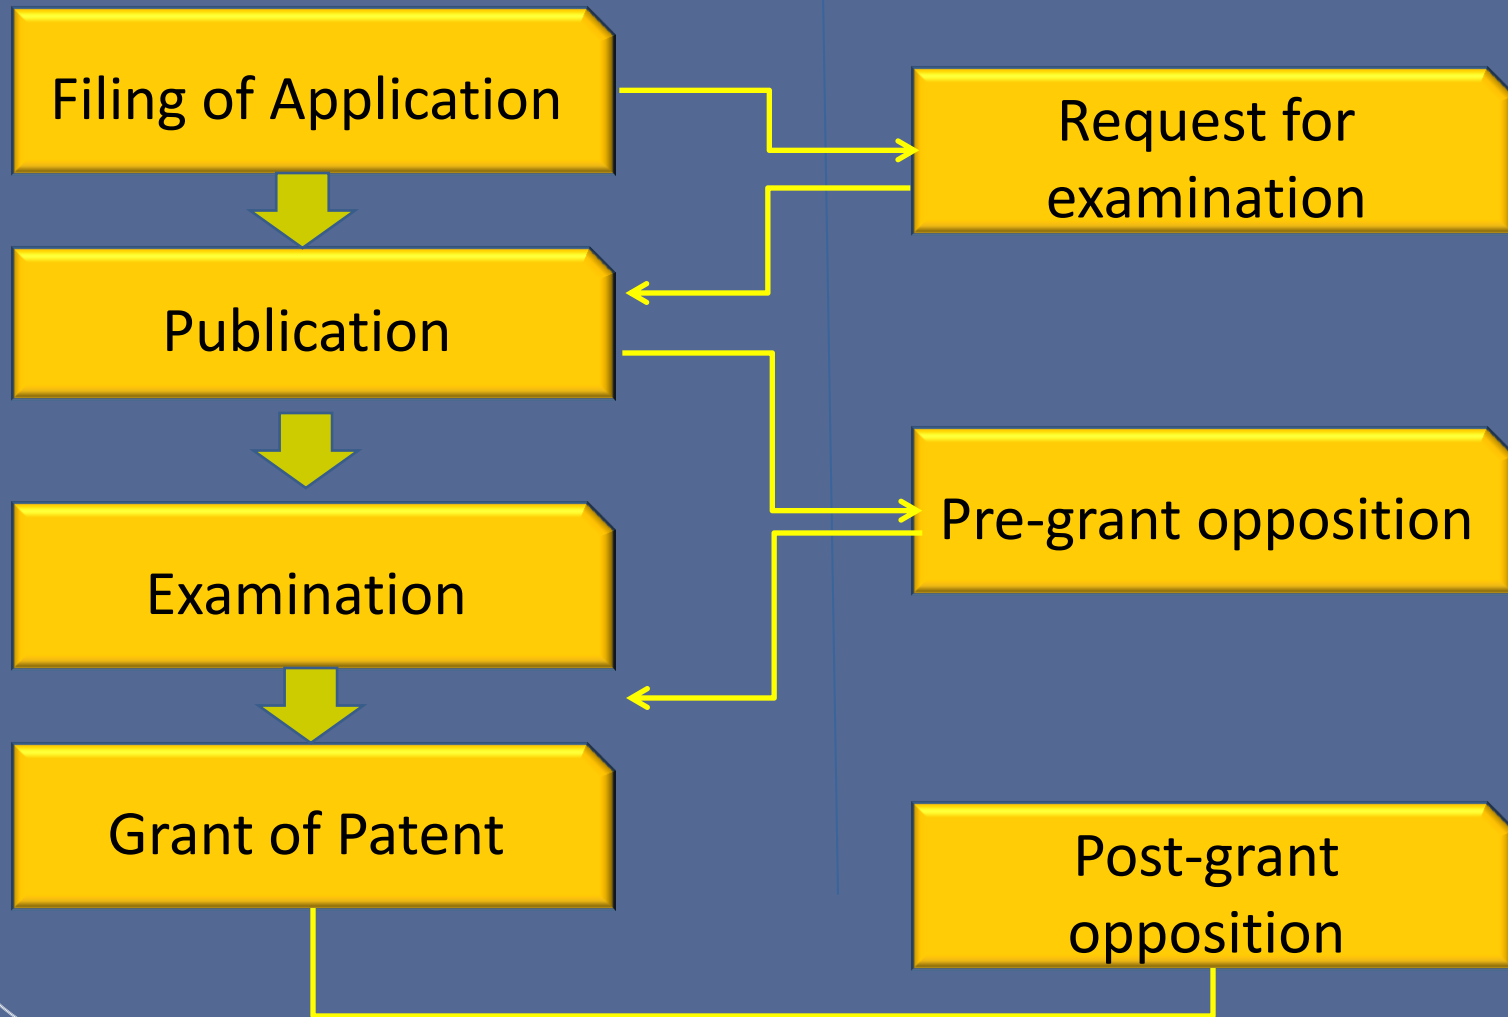 Filing of Application
Request for
examination
Publication
Pre-grant opposition
Examination
Grant of Patent
Post-grant
opposition